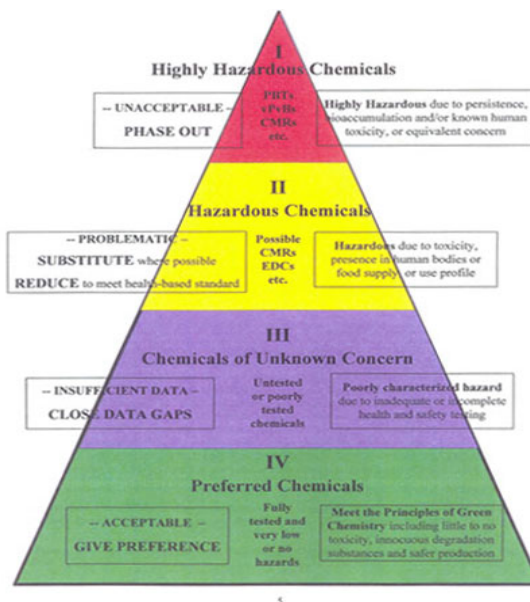 I
Highly Hazardous Chemicals
-- UNACCEPTABLE --
PHASE OUT
PBTs
vPvBs
CMRs
etc.
Highly Hazardous due to persistence,
bioaccumulation and/or known human
toxicity, or equivalent concern
II
Hazardous Chemicals
-- PROBLEMATIC --
SUBSTITUTE where possible
REDUCE to meet health-based standard
Possible
CMRs
EDCs
etc.
Hazardous due to toxicity,
presence in human bodies or
food supply, or use profile
III
Chemicals of Unknown Concern
-- INSUFFICIENT DATA --
CLOSE DATA GAPS
Untested
or poorly
tested
chemicals
Poorly characterized hazard
due to inadequate or incomplete
health and safety testing
IV
Preferred Chemicals
-- ACCEPTABLE --
GIVE PREFERENCE
Fully
tested and
very low
or no
hazards
Meet the Principles of Green
Chemistry including little to no
toxicity, innocuous degradation
substances and safer production